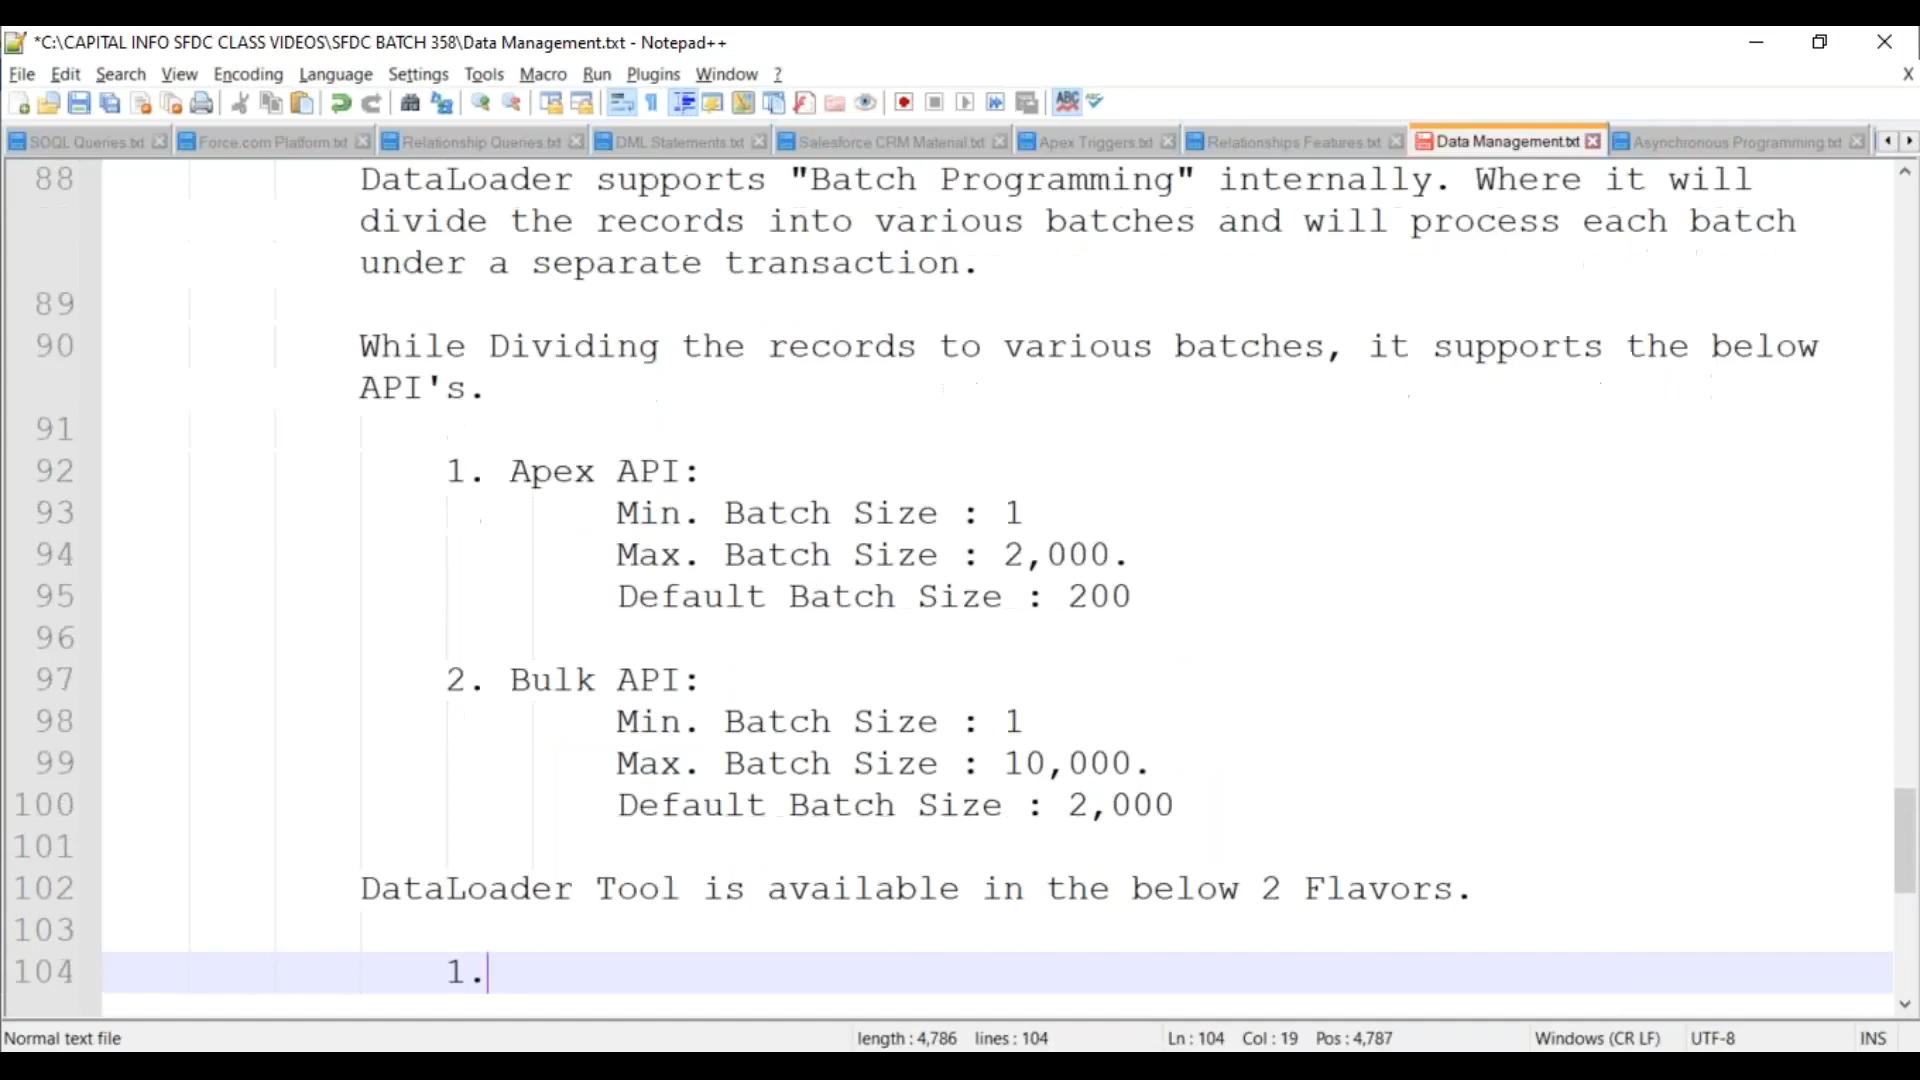 *C:\CAPITAL INFO SFDC CLASS VIDEOS\SFDC BATCH 358\Data Management.txt - Notepad++
File Edit Search View Encoding Language Settings Tools Macro Run Plugins Window ? X
SOQL Queries.txt Force.com Platform.txt Relationship Queries.txt DML Statements.txt Salesforce CRM Material.txt Apex Triggers.txt Relationships Features.txt Data Management.txt Asynchronous Programming.txt
88 DataLoader supports "Batch Programming" internally. Where it will
divide the records into various batches and will process each batch
under a separate transaction.
89
90 While Dividing the records to various batches, it supports the below
API's.
91
92 1. Apex API:
93 Min. Batch Size : 1
94 Max. Batch Size : 2,000.
95 Default Batch Size : 200
96
97 2. Bulk API:
98 Min. Batch Size : 1
99 Max. Batch Size : 10,000.
100 Default Batch Size : 2,000
101
102 DataLoader Tool is available in the below 2 Flavors.
103
104 1.
Normal text file length : 4,786 lines : 104 Ln : 104 Col : 19 Pos : 4,787 Windows (CR LF) UTF-8 INS